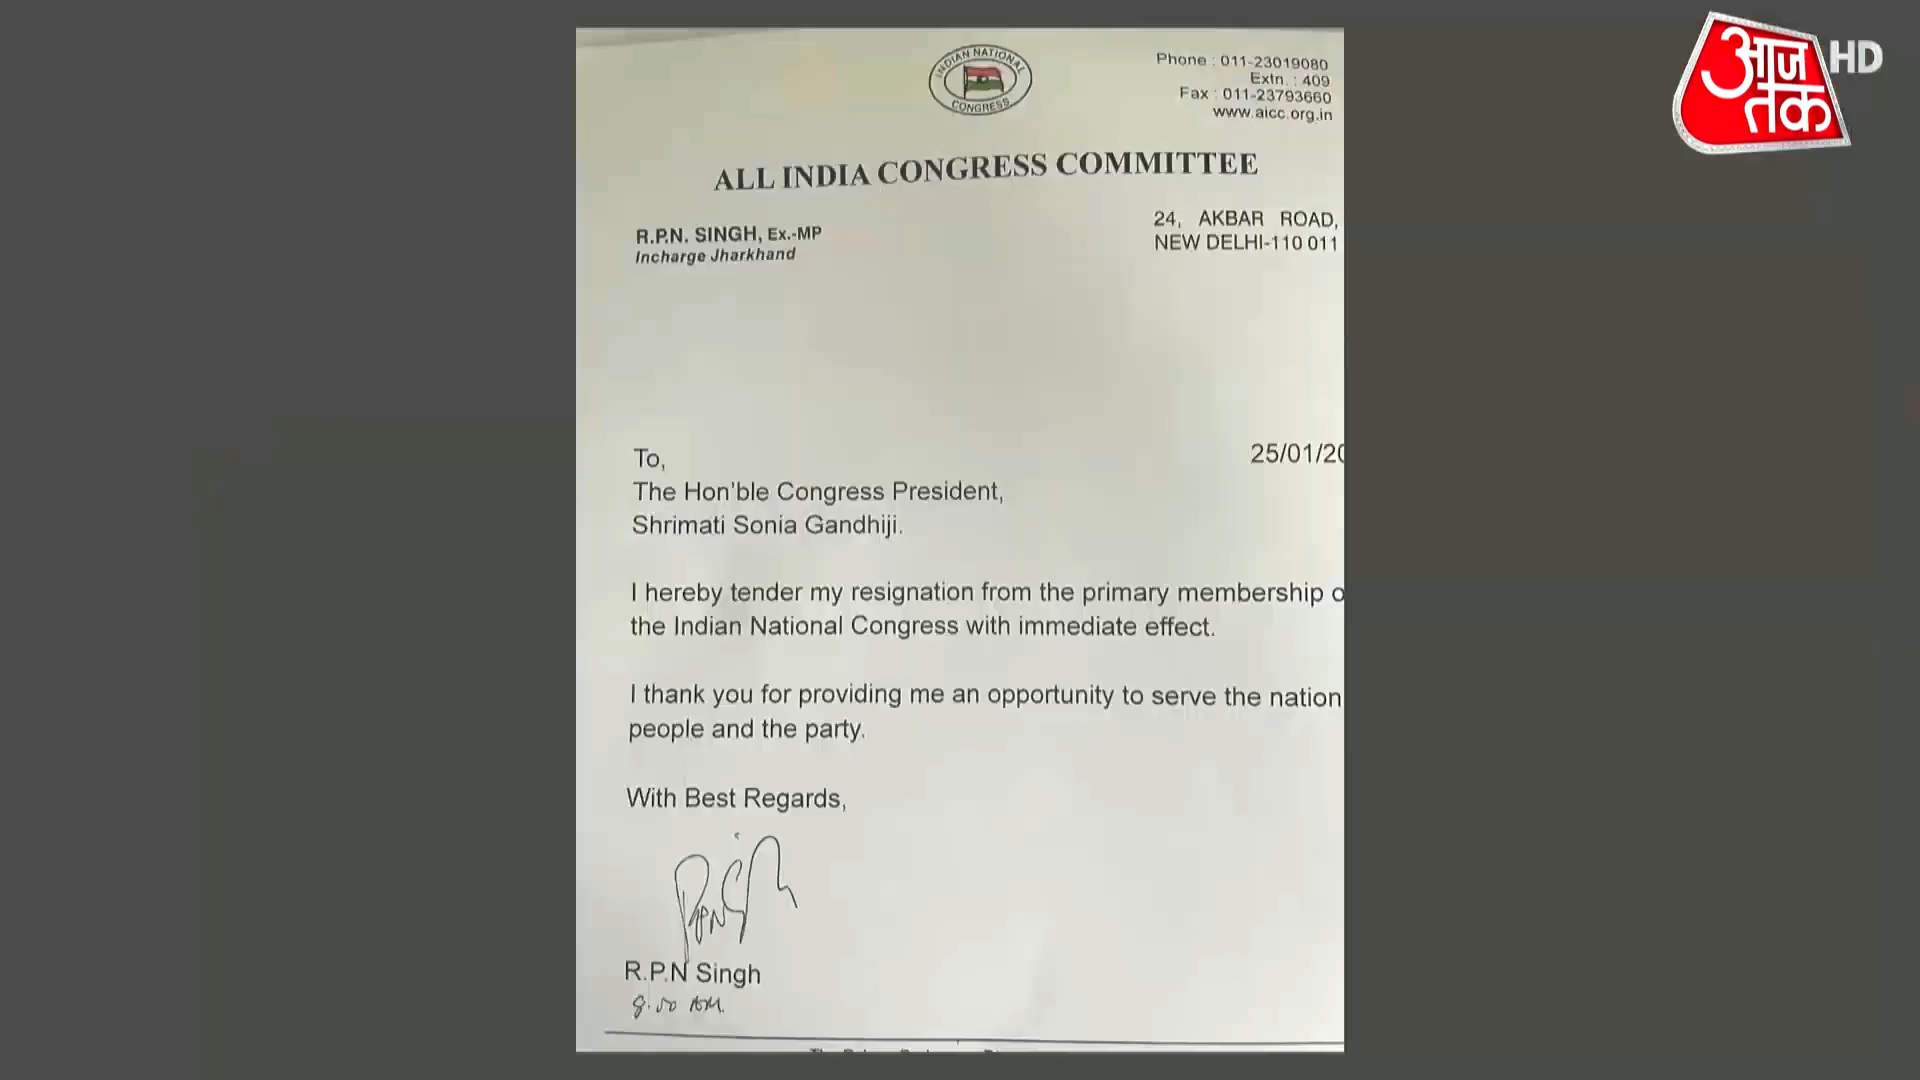 आज तक HD
INDIAN NATIONAL CONGRESS
Phone : 011-23019080
Extn. : 409
Fax : 011-23793660
www.aicc.org.in
ALL INDIA CONGRESS COMMITTEE
R.P.N. SINGH, Ex.-MP
Incharge Jharkhand
24, AKBAR ROAD,
NEW DELHI-110 011
25/01/20
To,
The Hon'ble Congress President,
Shrimati Sonia Gandhiji.
I hereby tender my resignation from the primary membership o
the Indian National Congress with immediate effect.
I thank you for providing me an opportunity to serve the nation
people and the party.
With Best Regards,
R.P.N Singh